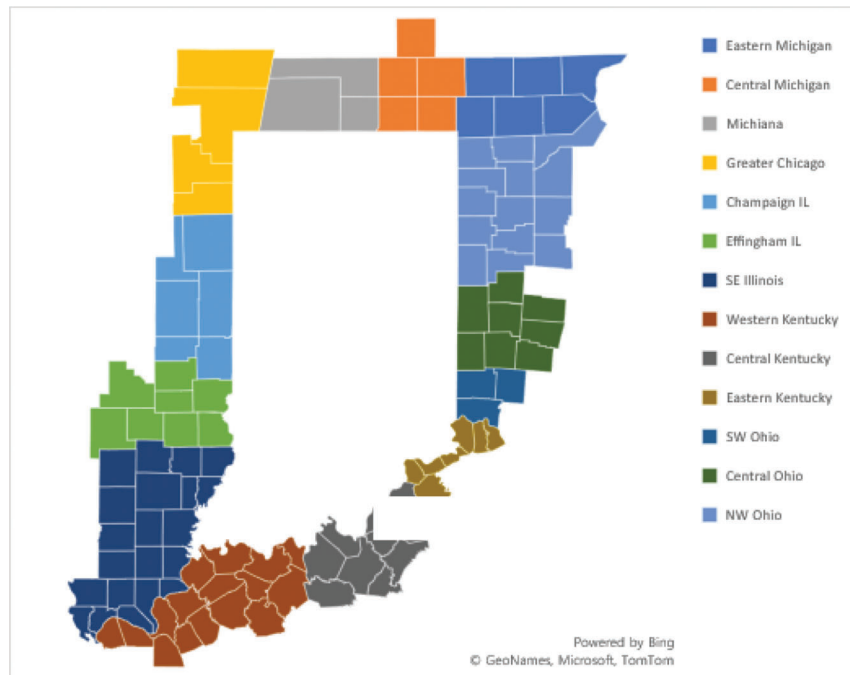 Eastern Michigan
Central Michigan
Michiana
Greater Chicago
Champaign IL
Effingham IL
SE Illinois
Western Kentucky
Central Kentucky
Eastern Kentucky
SW Ohio
Central Ohio
NW Ohio
Powered by Bing
© GeoNames, Microsoft, TomTom